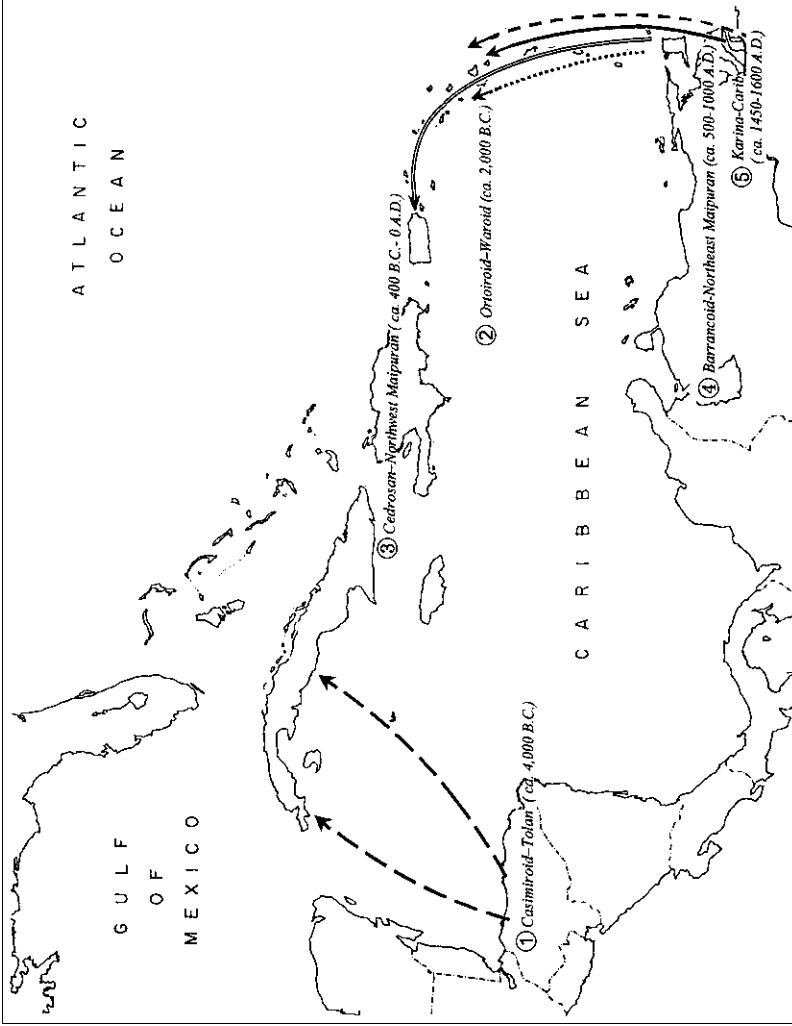 ATLANTIC
OCEAN
GULF
OF
MEXICO
③ Cedrosan–Northwest Maipuran ( ca. 400 B.C.- 0 A.D.)
② Ortoiroid–Waroid (ca. 2,000 B.C.)
CARIBBEAN SEA
① Casimiroid–Tolan ( ca. 4,000 B.C.)
④ Barrancoid-Northeast Maipuran (ca. 500-1000 A.D.)
⑤ Karina-Carib
( ca. 1450-1600 A.D.)